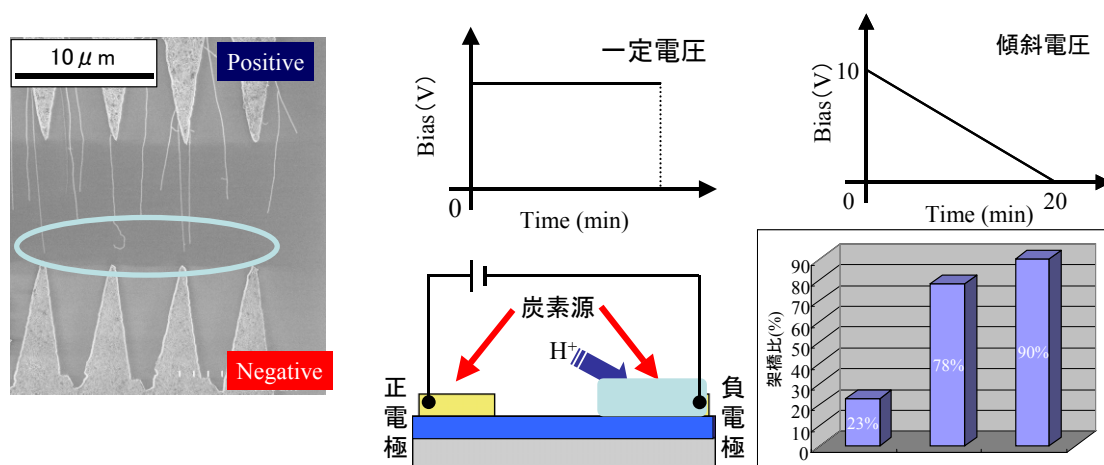 10 μ m
Positive
Negative
一定電圧
Bias(V)
0
Time (min)
傾斜電圧
10
Bias(V)
0
20
Time (min)
炭素源
H+
正電極
負電極
架橋比(%)
90
80
70
60
50
40
30
20
10
0
23%
78%
90%